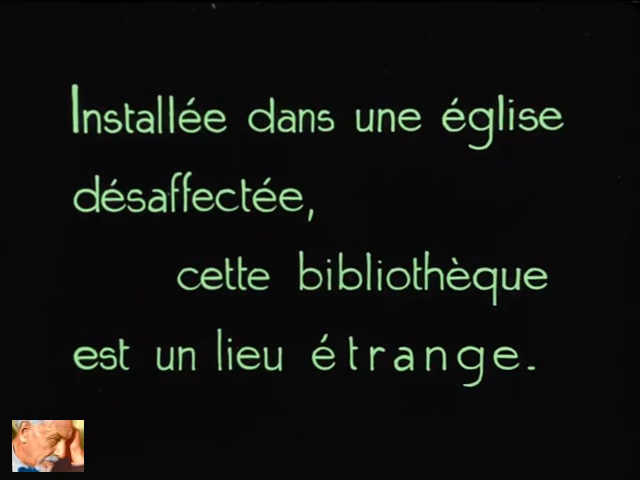 Installée dans une église
désaffectée,
cette bibliothèque
est un lieu étrange.